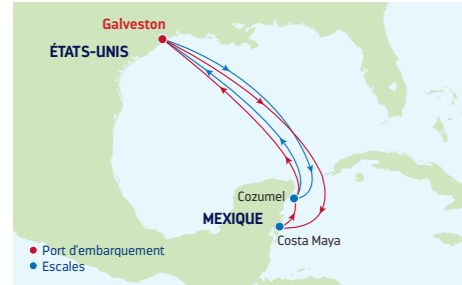 Galveston
ÉTATS-UNIS
Cozumel
MEXIQUE
Costa Maya
Port d'embarquement
Escales